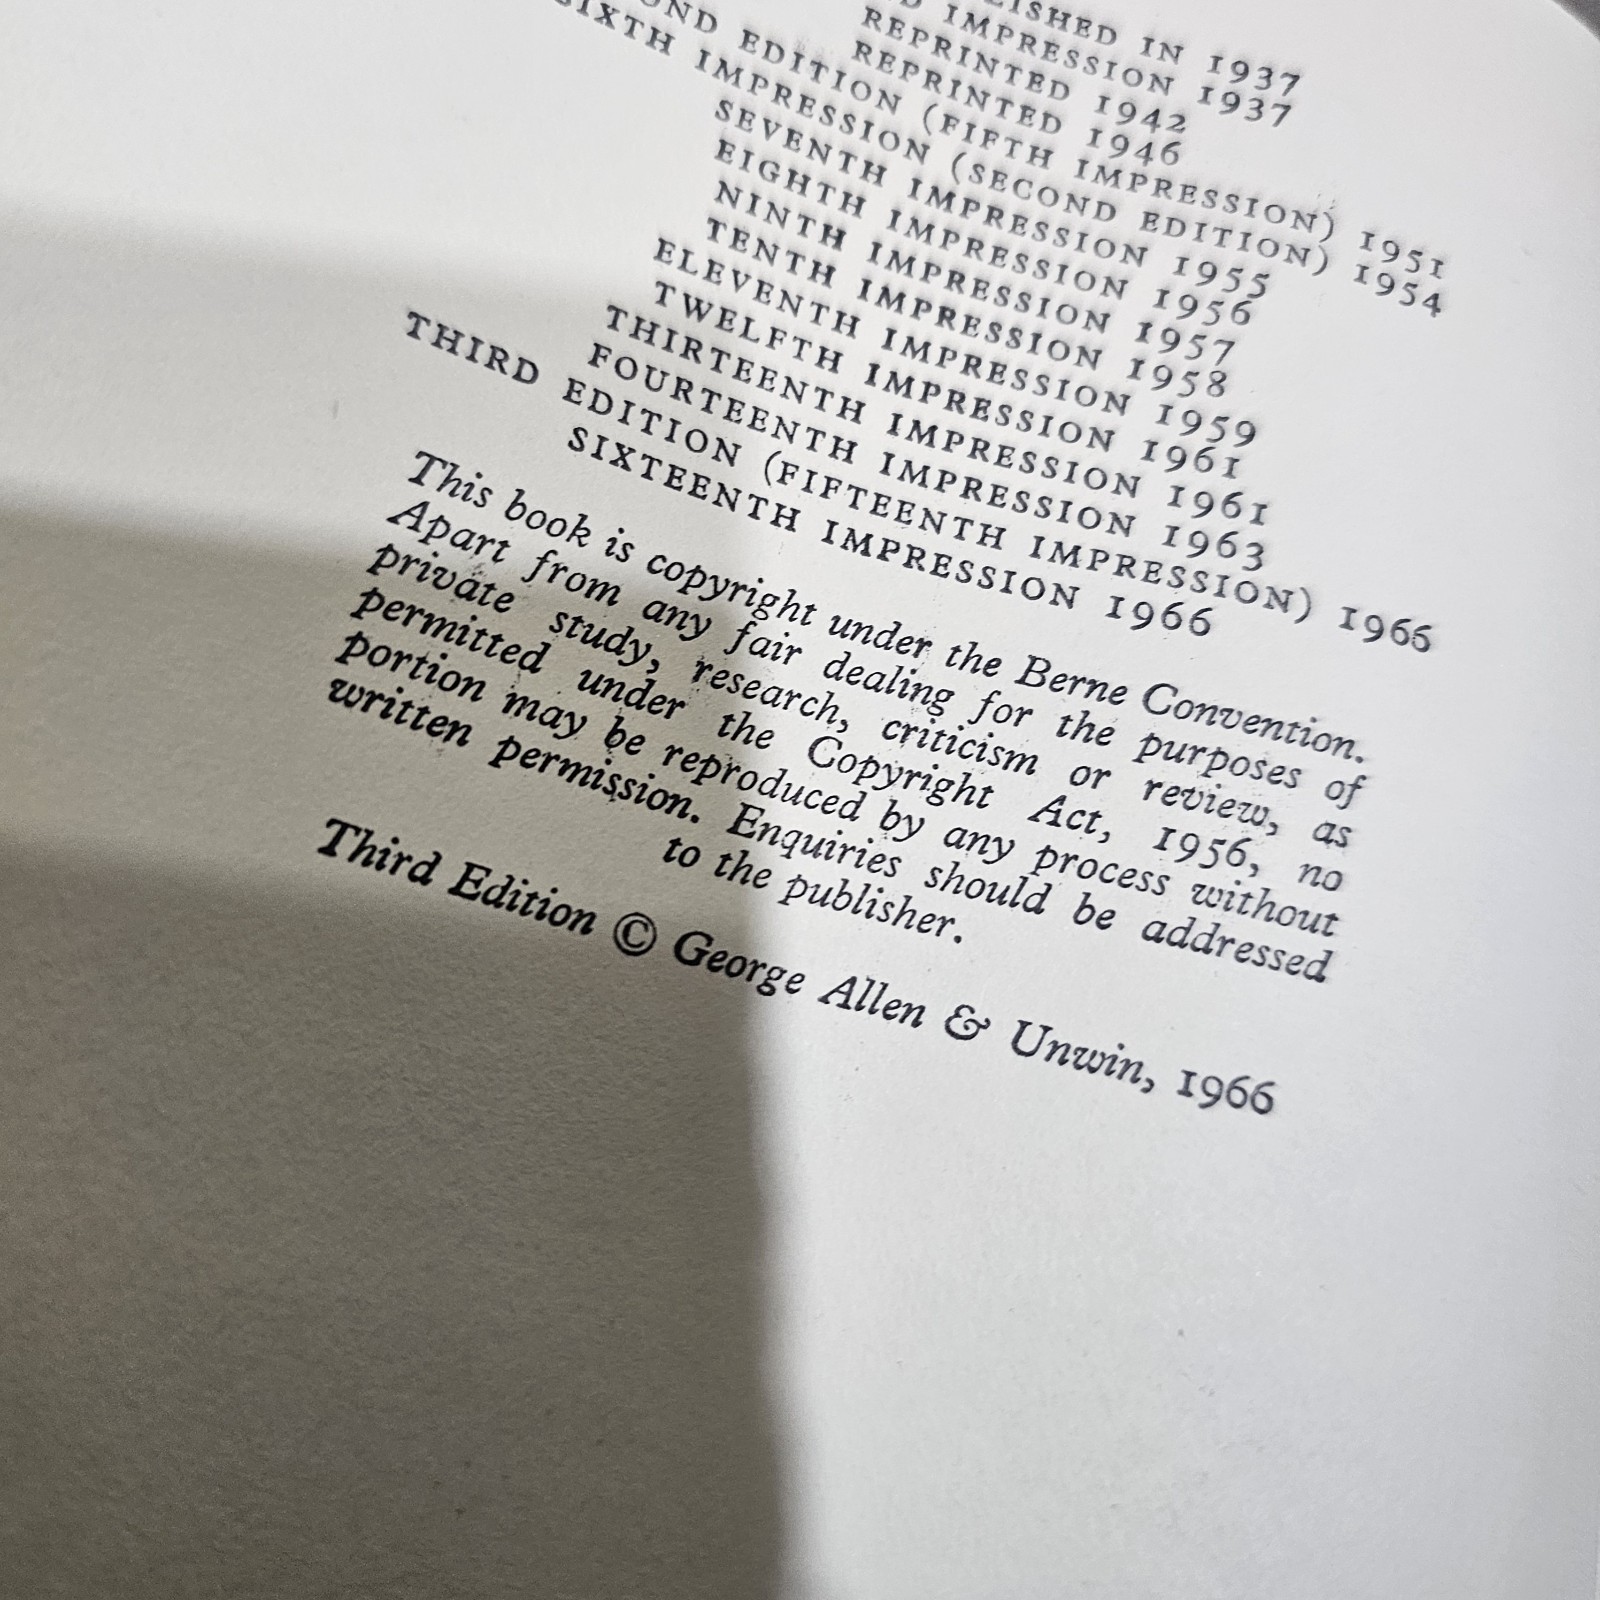 IN 1937
IMPRESSION 1937
REPRINTED 1942
REPRINTED 1946
EDITION (FIFTH IMPRESSION) 1951
SIXTH IMPRESSION (SECOND EDITION) 1954
SEVENTH IMPRESSION 1955
EIGHTH IMPRESSION 1956
NINTH IMPRESSION 1957
TENTH IMPRESSION 1958
ELEVENTH IMPRESSION 1959
TWELFTH IMPRESSION 1961
THIRTEENTH IMPRESSION 1961
FOURTEENTH IMPRESSION 1963
THIRD EDITION (FIFTEENTH IMPRESSION) 1966
SIXTEENTH IMPRESSION 1966
This book is copyright under the Berne Convention.
Apart from any fair dealing for the purposes of
private study, research, criticism or review, as
permitted under the Copyright Act, 1956, no
portion may be reproduced by any process without
written permission. Enquiries should be addressed
to the publisher.
Third Edition © George Allen & Unwin, 1966